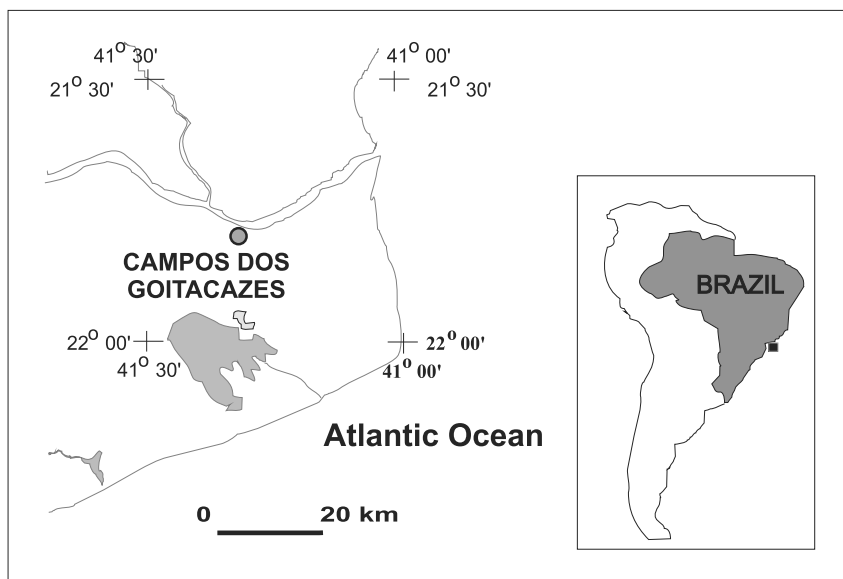 41° 30'
21° 30'
41° 00'
21° 30'
CAMPOS DOS
GOITACAZES
BRAZIL
22° 00'
41° 30'
22° 00'
41° 00'
Atlantic Ocean
0 20 km